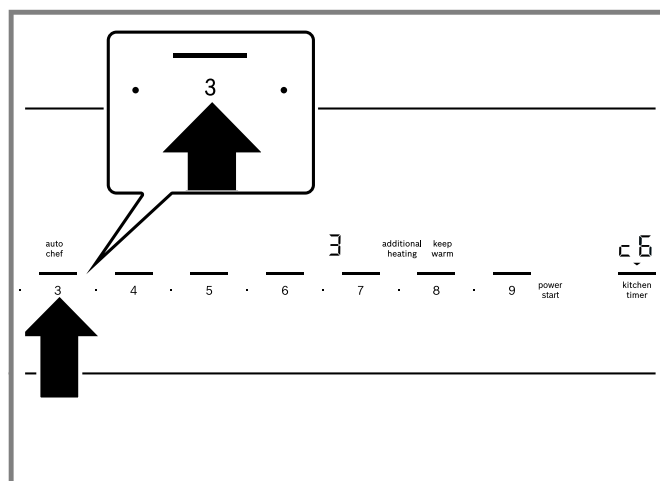 3
3
c6
auto
chef
additional
heating
keep
warm
3 4 5 6 7 8 9
power
start
kitchen
timer